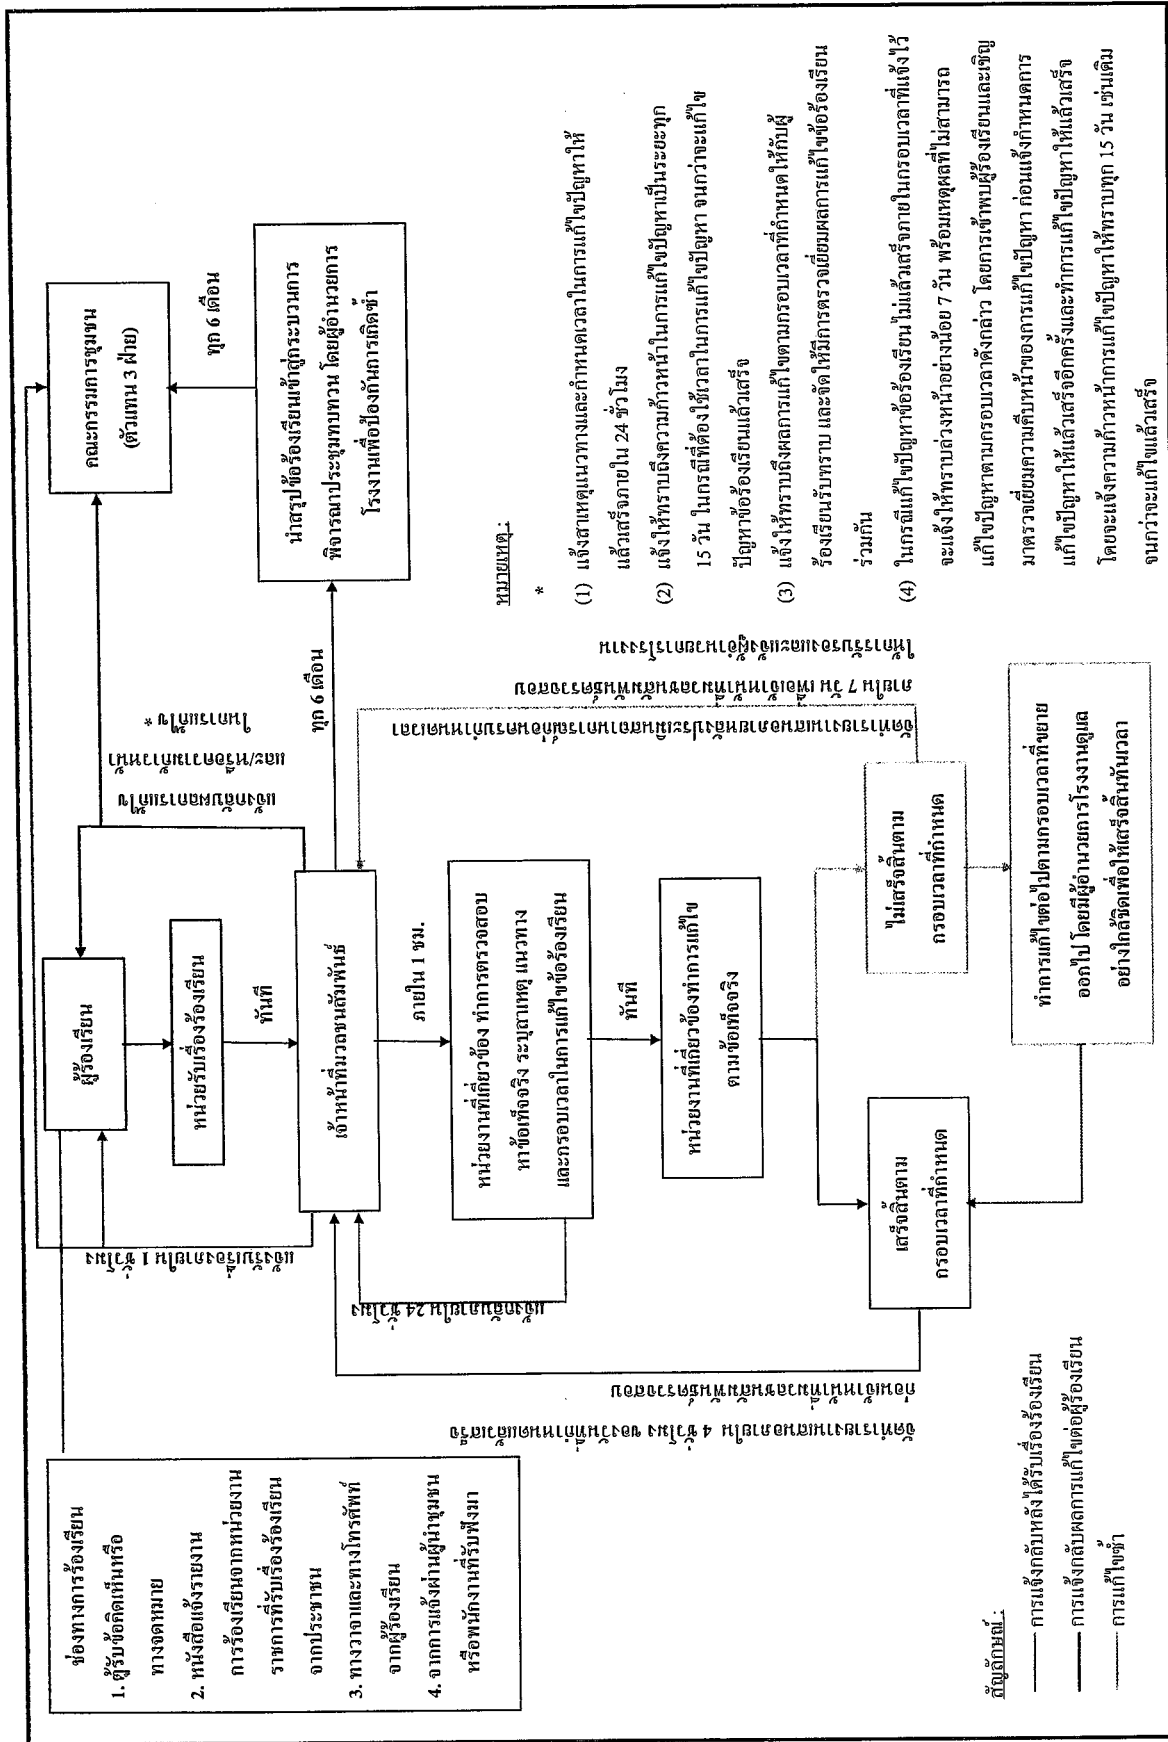 ช่องทางการร้องเรียน
1. ตู้รับข้อคิดเห็นหรือ
ทางจดหมาย
2. หนังสือแจ้งรายงาน
การร้องเรียนจากหน่วยงาน
ราชการที่รับเรื่องร้องเรียน
จากประชาชน
3. ทางวาจาและทางโทรศัพท์
จากผู้ร้องเรียน
4. จากการแจ้งผ่านผู้นำชุมชน
หรือพนักงานที่รับฟังมา
ผู้ร้องเรียน
หน่วยรับเรื่องร้องเรียน
ทันที
เจ้าหน้าที่มวลชนสัมพันธ์
ภายใน 1 ชม.
หน่วยงานที่เกี่ยวข้อง ทำการตรวจสอบ
หาข้อเท็จจริง ระบุสาเหตุ แนวทาง
และกรอบเวลาในการแก้ไขข้อร้องเรียน
ทันที
หน่วยงานที่เกี่ยวข้องทำการแก้ไข
ตามข้อเท็จจริง
เสร็จสิ้นตาม
กรอบเวลาที่กำหนด
ไม่เสร็จสิ้นตาม
กรอบเวลาที่กำหนด
ทำการแก้ไขต่อไปตามกรอบเวลาที่ขยาย
ออกไป โดยมีผู้อำนวยการโรงงานดูแล
อย่างใกล้ชิดเพื่อให้เสร็จสิ้นทันเวลา
แจ้งรับเรื่องภายใน 1 ชั่วโมง
แจ้งกลับภายใน 24 ชั่วโมง
จัดทำรายงานเสนอภายใน 4 ชั่วโมง ของวันที่กำหนดแล้วเสร็จ
ก่อนเจ้าหน้าที่มวลชนสัมพันธ์ตรวจสอบ
แจ้งกลับผลการแก้ไข
และ/หรือความก้าวหน้า
ในการแก้ไข *
จัดทำรายงานเสนอภายหลังประเมินสถานการณ์ก่อนครบกำหนดเวลา
ภายใน 7 วัน เพื่อเจ้าหน้าที่มวลชนสัมพันธ์ตรวจสอบ
ให้การรับรองและแจ้งผู้อำนวยการโรงงาน
คณะกรรมการชุมชน
(ตัวแทน 3 ฝ่าย)
ทุก 6 เดือน
นำสรุปข้อร้องเรียนเข้าสู่กระบวนการ
พิจารณาประชุมทบทวน โดยผู้อำนวยการ
โรงงานเพื่อป้องกันการเกิดซ้ำ
ทุก 6 เดือน
หมายเหตุ :
*
(1) แจ้งสาเหตุแนวทางและกำหนดเวลาในการแก้ไขปัญหาให้
แล้วเสร็จภายใน 24 ชั่วโมง
(2) แจ้งให้ทราบถึงความก้าวหน้าในการแก้ไขปัญหาเป็นระยะทุก
15 วัน ในกรณีที่ต้องใช้เวลาในการแก้ไขปัญหา จนกว่าจะแก้ไข
ปัญหาข้อร้องเรียนแล้วเสร็จ
(3) แจ้งให้ทราบถึงผลการแก้ไขตามกรอบเวลาที่กำหนดให้กับผู้
ร้องเรียนรับทราบ และจัดให้มีการตรวจเยี่ยมผลการแก้ไขข้อร้องเรียน
ร่วมกัน
(4) ในกรณีแก้ไขปัญหาข้อร้องเรียนไม่แล้วเสร็จภายในกรอบเวลาที่แจ้งไว้
จะแจ้งให้ทราบล่วงหน้าอย่างน้อย 7 วัน พร้อมเหตุผลที่ไม่สามารถ
แก้ไขปัญหาตามกรอบเวลาดังกล่าว โดยการเข้าพบผู้ร้องเรียนและเชิญ
มาตรวจเยี่ยมความคืบหน้าของการแก้ไขปัญหา ก่อนแจ้งกำหนดการ
แก้ไขปัญหาให้แล้วเสร็จอีกครั้งและทำการแก้ไขปัญหาให้แล้วเสร็จ
โดยจะแจ้งความก้าวหน้าการแก้ไขปัญหาให้ทราบทุก 15 วัน เช่นเดิม
จนกว่าจะแก้ไขแล้วเสร็จ
สัญลักษณ์ :
การแจ้งกลับหลังได้รับเรื่องร้องเรียน
การแจ้งกลับผลการแก้ไขต่อผู้ร้องเรียน
การแก้ไขซ้ำ